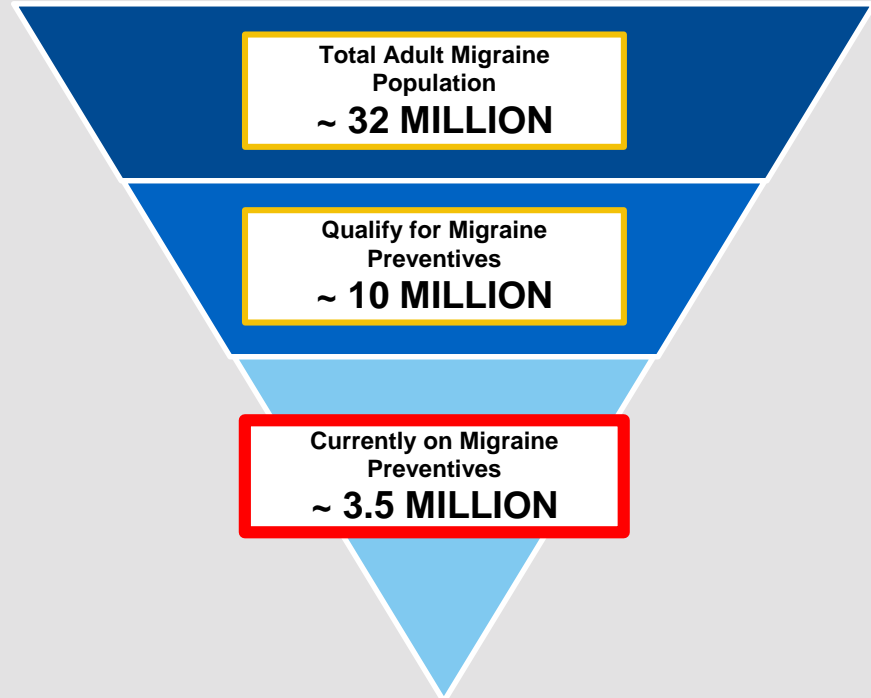 Total Adult Migraine
Population
~ 32 MILLION
Qualify for Migraine
Preventives
~ 10 MILLION
Currently on Migraine
Preventives
~ 3.5 MILLION